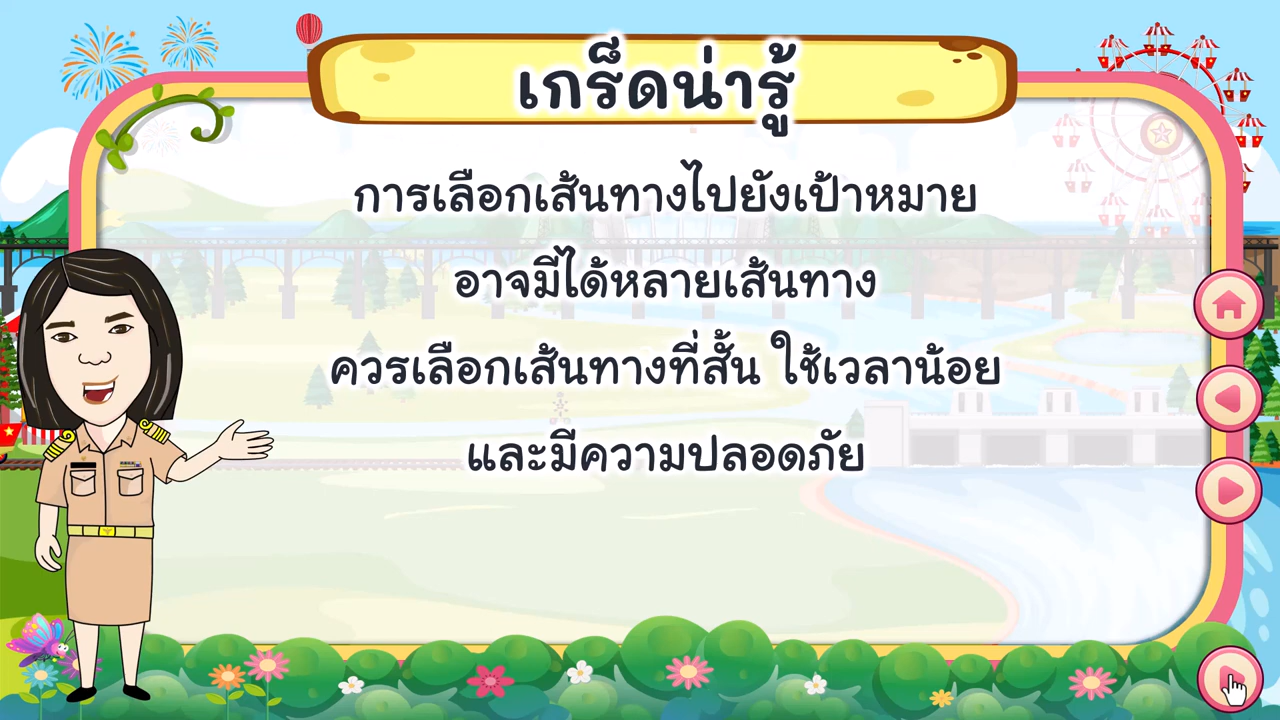 เกร็ดน่ารู้
การเลือกเส้นทางไปยังเป้าหมาย
อาจมีได้หลายเส้นทาง
ควรเลือกเส้นทางที่สั้น ใช้เวลาน้อย
และมีความปลอดภัย